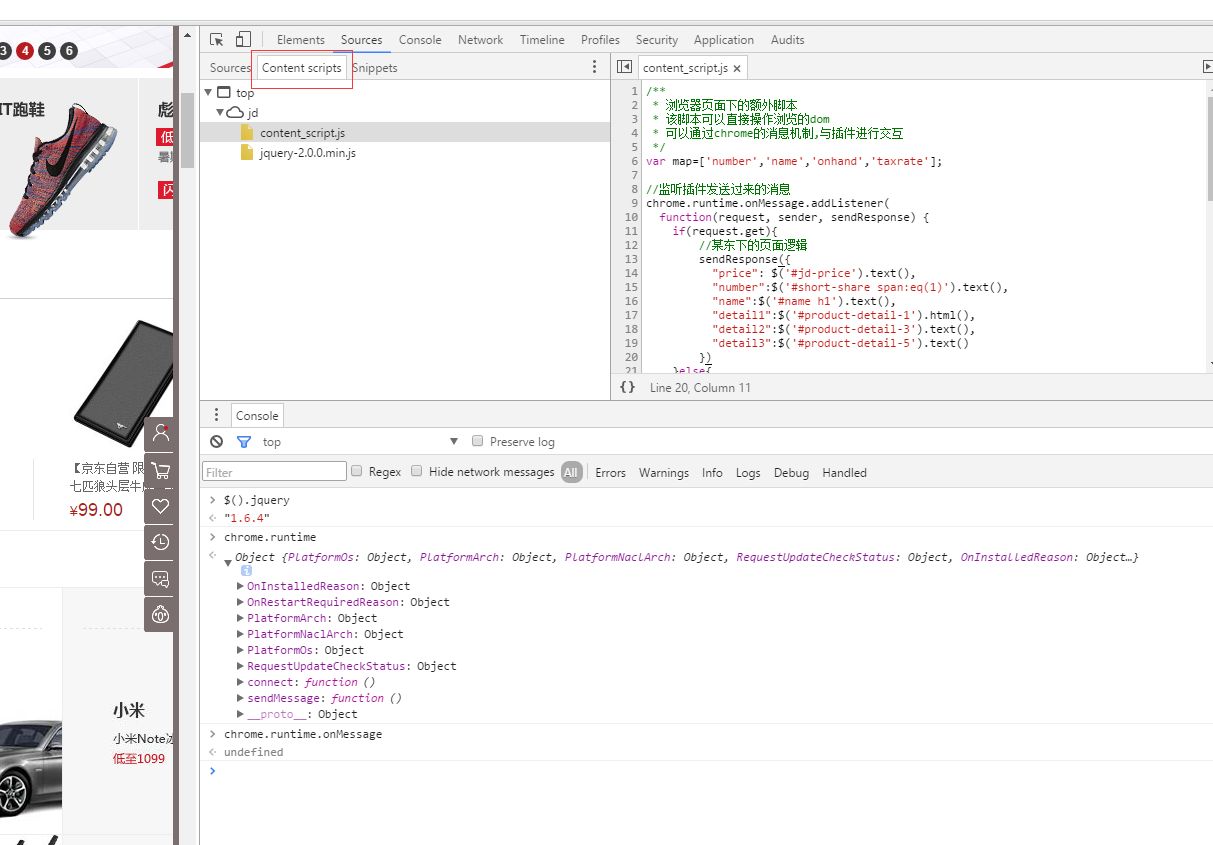 3 4 5 6
IT跑鞋
彪
低
暑期
闪
【京东自营 限
七匹狼头层牛皮
¥99.00
小米
小米Note冰
低至1099
Elements Sources Console Network Timeline Profiles Security Application Audits
Sources Content scripts Snippets
top
jd
content_script.js
jquery-2.0.0.min.js
content_script.js ×
1 /**
2 * 浏览器页面下的额外脚本
3 * 该脚本可以直接操作浏览的dom
4 * 可以通过chrome的消息机制,与插件进行交互
5 */
6 var map=['number','name','onhand','taxrate'];
7
8 //监听插件发送过来的消息
9 chrome.runtime.onMessage.addListener(
10 function(request, sender, sendResponse) {
11 if(request.get){
12 //某东下的页面逻辑
13 sendResponse({
14 "price": $('#jd-price').text(),
15 "number":$('#short-share span:eq(1)').text(),
16 "name":$('#name h1').text(),
17 "detail1":$('#product-detail-1').html(),
18 "detail2":$('#product-detail-3').text(),
19 "detail3":$('#product-detail-5').text()
20 })
21 }else{
{} Line 20, Column 11
Console
top Preserve log
Filter Regex Hide network messages All Errors Warnings Info Logs Debug Handled
> $().jquery
"1.6.4"
> chrome.runtime
Object {PlatformOs: Object, PlatformArch: Object, PlatformNaclArch: Object, RequestUpdateCheckStatus: Object, OnInstalledReason: Object…}
i
OnInstalledReason: Object
OnRestartRequiredReason: Object
PlatformArch: Object
PlatformNaclArch: Object
PlatformOs: Object
RequestUpdateCheckStatus: Object
connect: function ()
sendMessage: function ()
__proto__: Object
> chrome.runtime.onMessage
undefined
>